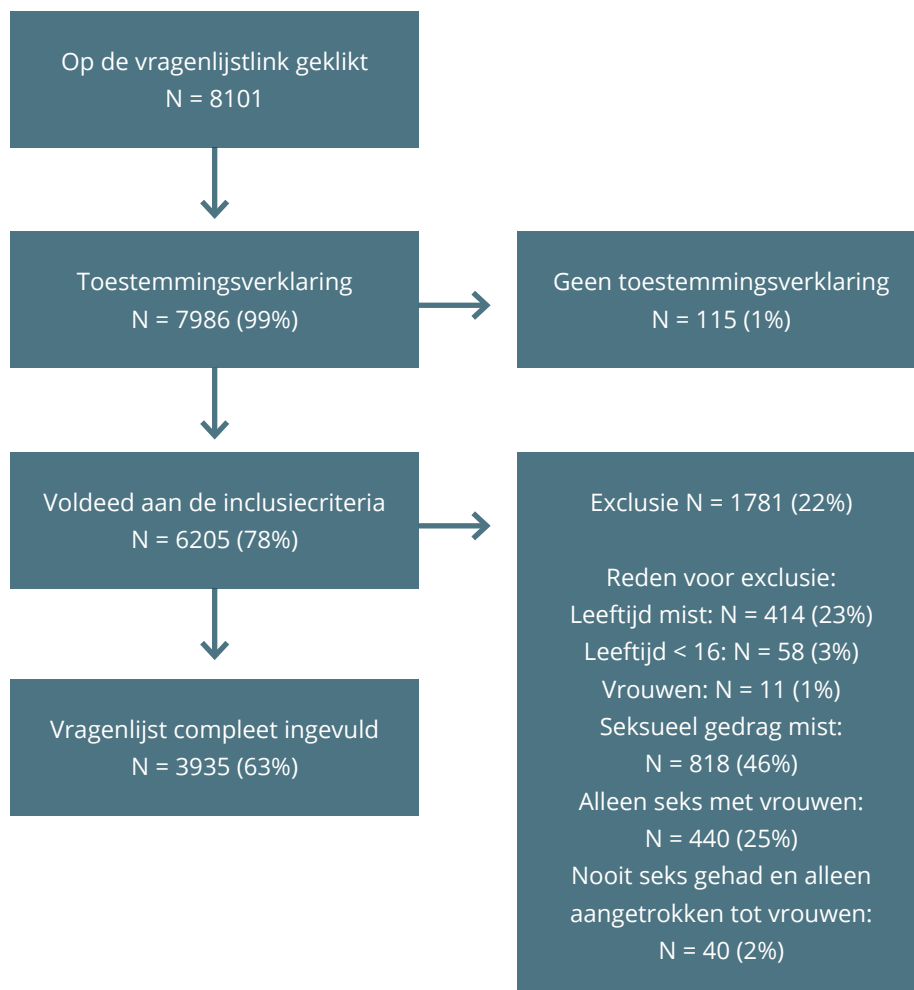 Op de vragenlijstlink geklikt
N = 8101
Toestemmingsverklaring
N = 7986 (99%)
Geen toestemmingsverklaring
N = 115 (1%)
Voldeed aan de inclusiecriteria
N = 6205 (78%)
Exclusie N = 1781 (22%)
Reden voor exclusie:
Leeftijd mist: N = 414 (23%)
Leeftijd < 16: N = 58 (3%)
Vrouwen: N = 11 (1%)
Seksueel gedrag mist:
N = 818 (46%)
Alleen seks met vrouwen:
N = 440 (25%)
Nooit seks gehad en alleen
aangetrokken tot vrouwen:
N = 40 (2%)
Vragenlijst compleet ingevuld
N = 3935 (63%)